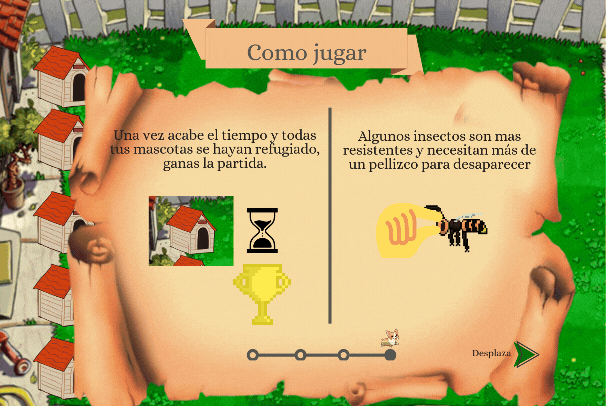 Como jugar
Una vez acabe el tiempo y todas
tus mascotas se hayan refugiado,
ganas la partida.
Algunos insectos son mas
resistentes y necesitan más de
un pellizco para desaparecer
Desplaza